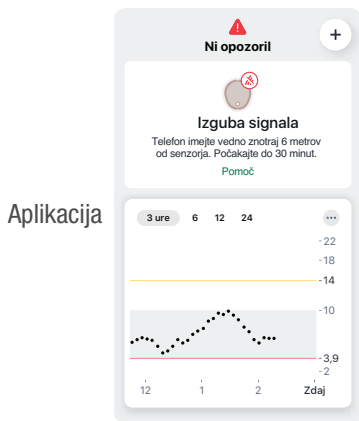 Ni opozoril
+
Izguba signala
Telefon imejte vedno znotraj 6 metrov
od senzorja. Počakajte do 30 minut.
Pomoč
Aplikacija
3 ure 6 12 24
22
18
14
10
3,9
2
12 1 2 Zdaj